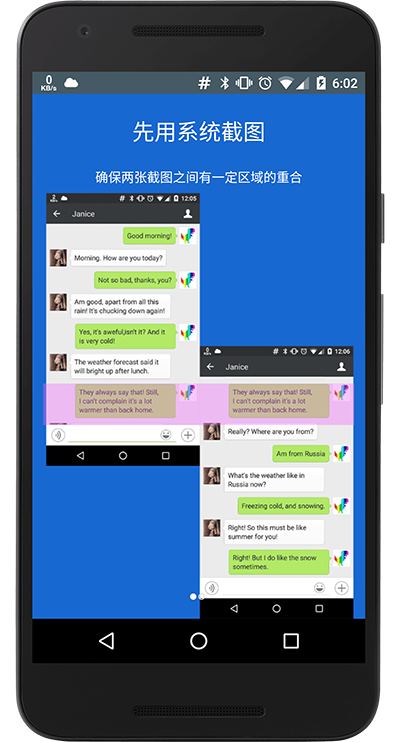 0
KB/s
6:02
先用系统截图
确保两张截图之间有一定区域的重合
12:05
Janice
Good morning!
Morning. How are you today?
Not so bad, thanks, you?
Am good, apart from all this
rain! It's chucking down again!
Yes, it's aweful,isn't it? And it
is very cold!
The weather forecast said it
will bright up after lunch.
They always say that! Still,
I can't complain it's a lot
warmer than back home.
12:06
Janice
They always say that! Still,
I can't complain it's a lot
warmer than back home.
Really? Where are you from?
Am from Russia
What's the weather like in
Russia now?
Freezing cold, and snowing.
Right! So this must be like
summer for you!
Right! But I do like the snow
sometimes.